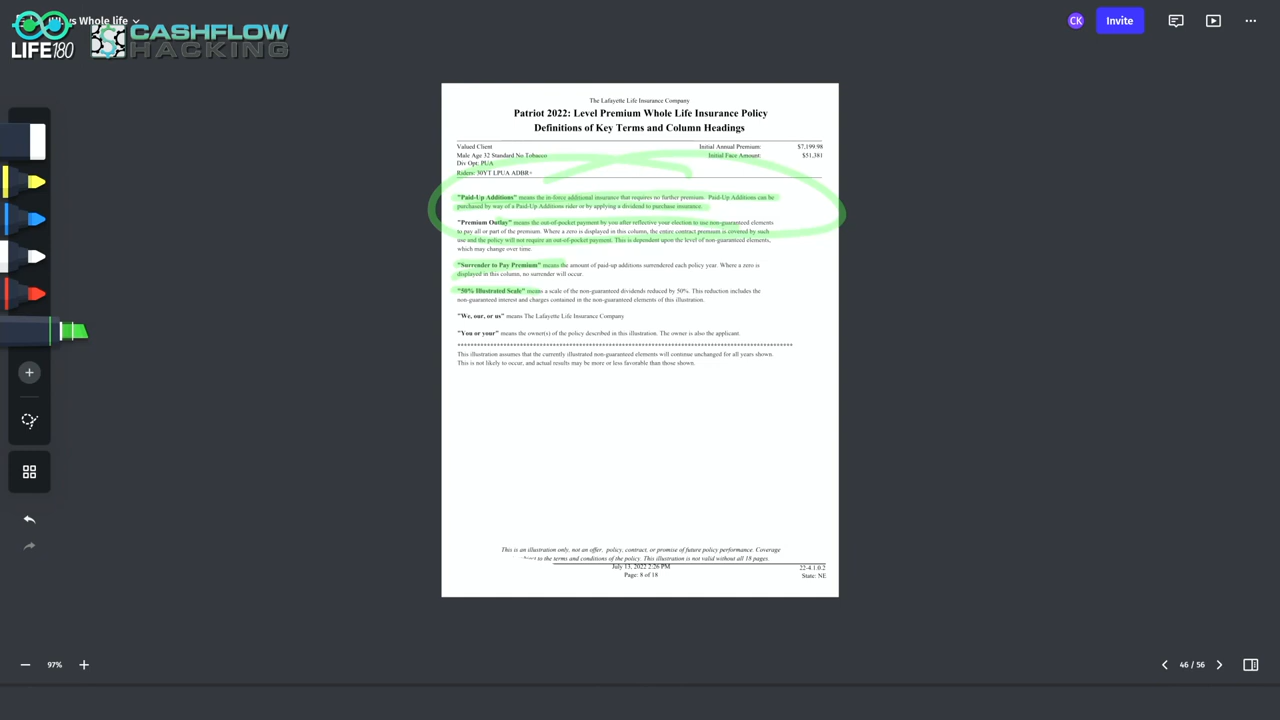 Whole life
LIFE180
CASHFLOW
HACKING
CK
Invite
The Lafayette Life Insurance Company
Patriot 2022: Level Premium Whole Life Insurance Policy
Definitions of Key Terms and Column Headings
Valued Client Initial Annual Premium: $7,199.98
Male Age 32 Standard No Tobacco Initial Face Amount: $51,381
Div Opt: PUA
Riders: 30YT LPUA ADBR+
"Paid-Up Additions" means the in-force additional insurance that requires no further premium. Paid-Up Additions can be
purchased by way of a Paid-Up Additions rider or by applying a dividend to purchase insurance.
"Premium Outlay" means the out-of-pocket payment by you after reflective your election to use non-guaranteed elements
to pay all or part of the premium. Where a zero is displayed in this column, the entire contract premium is covered by such
use and the policy will not require an out-of-pocket payment. This is dependent upon the level of non-guaranteed elements,
which may change over time.
"Surrender to Pay Premium" means the amount of paid-up additions surrendered each policy year. Where a zero is
displayed in this column, no surrender will occur.
"50% Illustrated Scale" means a scale of the non-guaranteed dividends reduced by 50%. This reduction includes the
non-guaranteed interest and charges contained in the non-guaranteed elements of this illustration.
"We, our, or us" means The Lafayette Life Insurance Company
"You or your" means the owner(s) of the policy described in this illustration. The owner is also the applicant.
This illustration assumes that the currently illustrated non-guaranteed elements will continue unchanged for all years shown.
This is not likely to occur, and actual results may be more or less favorable than those shown.
This is an illustration only, not an offer, policy, contract, or promise of future policy performance. Coverage
to the terms and conditions of the policy. This illustration is not valid without all 18 pages.
July 13, 2022 2:26 PM 22-4.1.0.2
Page: 8 of 18 State: NE
97%
46 / 56